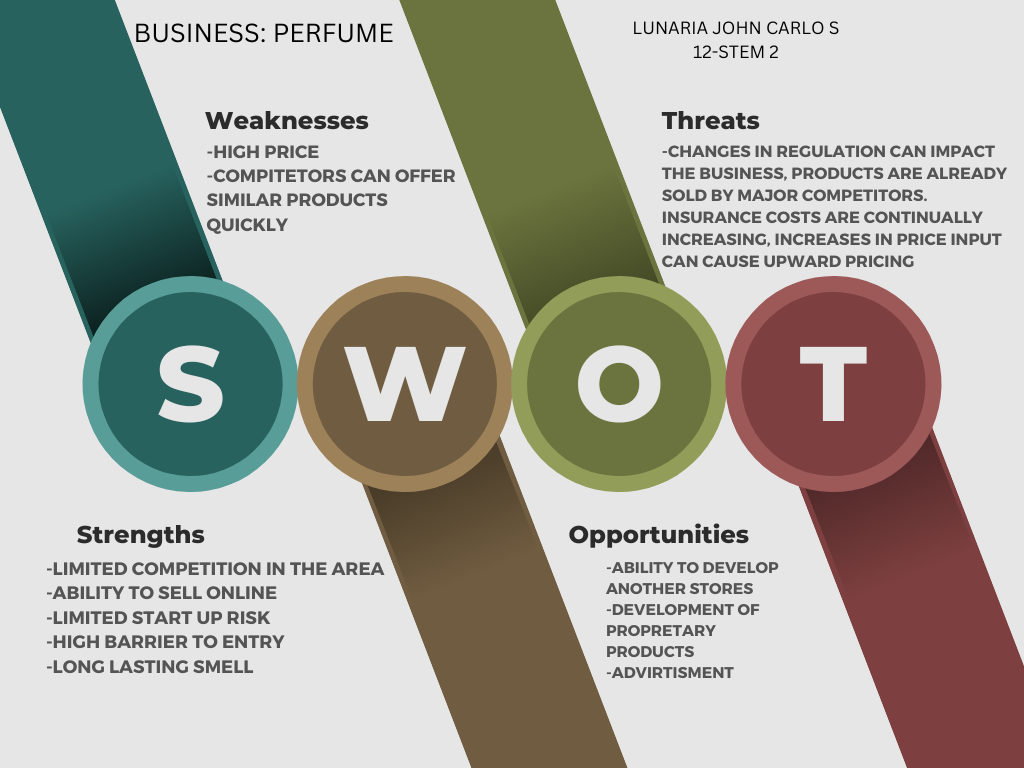 BUSINESS: PERFUME
LUNARIA JOHN CARLO S
12-STEM 2
Weaknesses
-HIGH PRICE
-COMPITETORS CAN OFFER
SIMILAR PRODUCTS
QUICKLY
Threats
-CHANGES IN REGULATION CAN IMPACT
THE BUSINESS, PRODUCTS ARE ALREADY
SOLD BY MAJOR COMPETITORS.
INSURANCE COSTS ARE CONTINUALLY
INCREASING, INCREASES IN PRICE INPUT
CAN CAUSE UPWARD PRICING
S W O T
Strengths
-LIMITED COMPETITION IN THE AREA
-ABILITY TO SELL ONLINE
-LIMITED START UP RISK
-HIGH BARRIER TO ENTRY
-LONG LASTING SMELL
Opportunities
-ABILITY TO DEVELOP
ANOTHER STORES
-DEVELOPMENT OF
PROPRETARY
PRODUCTS
-ADVIRTISMENT